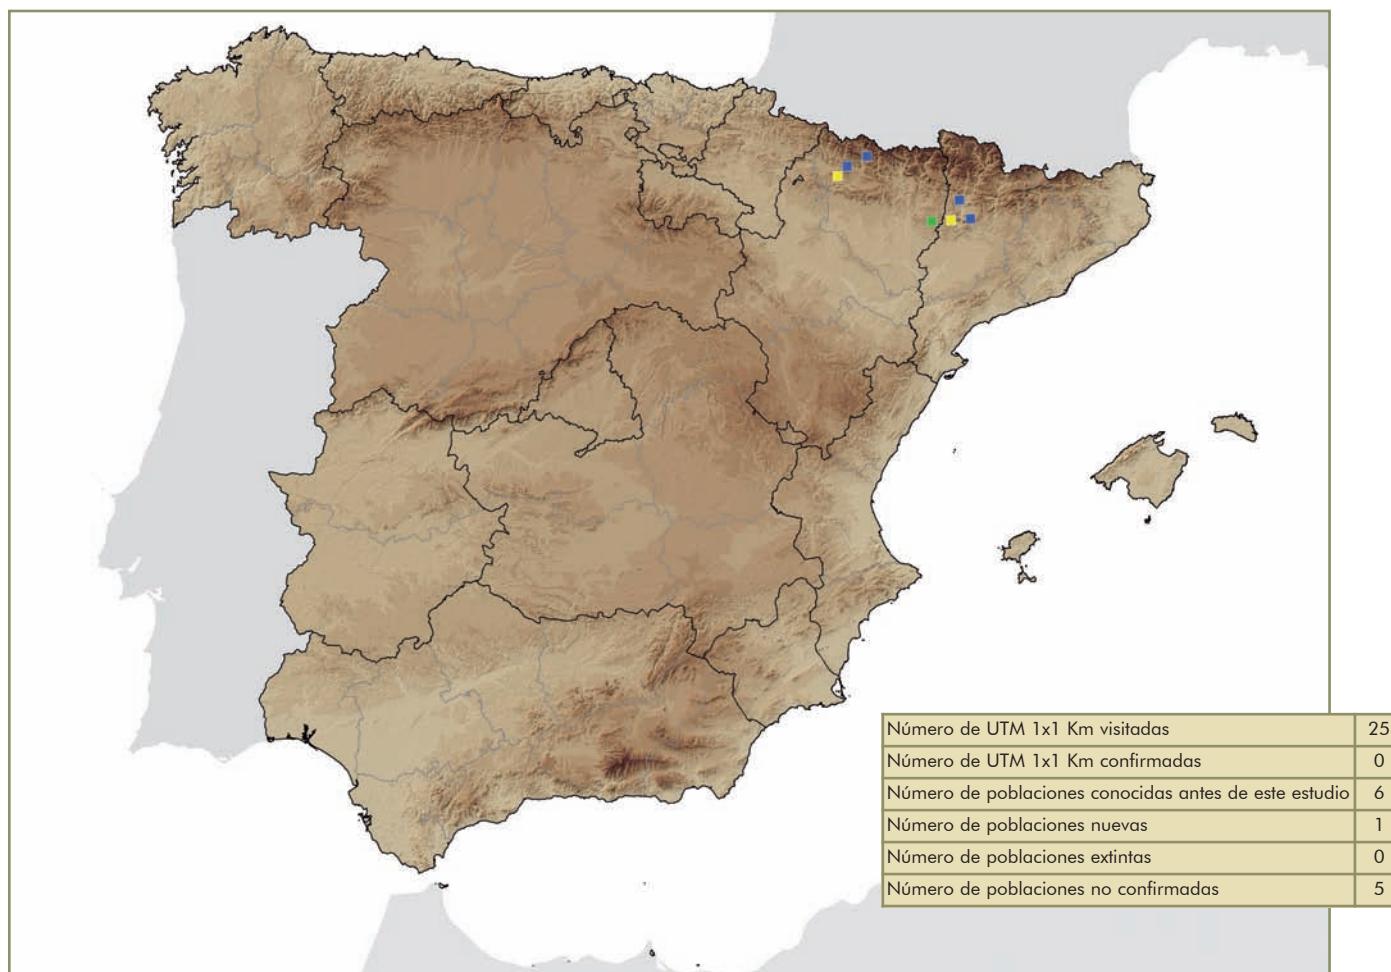 Número de UTM 1x1 Km visitadas 25
Número de UTM 1x1 Km confirmadas 0
Número de poblaciones conocidas antes de este estudio 6
Número de poblaciones nuevas 1
Número de poblaciones extintas 0
Número de poblaciones no confirmadas 5